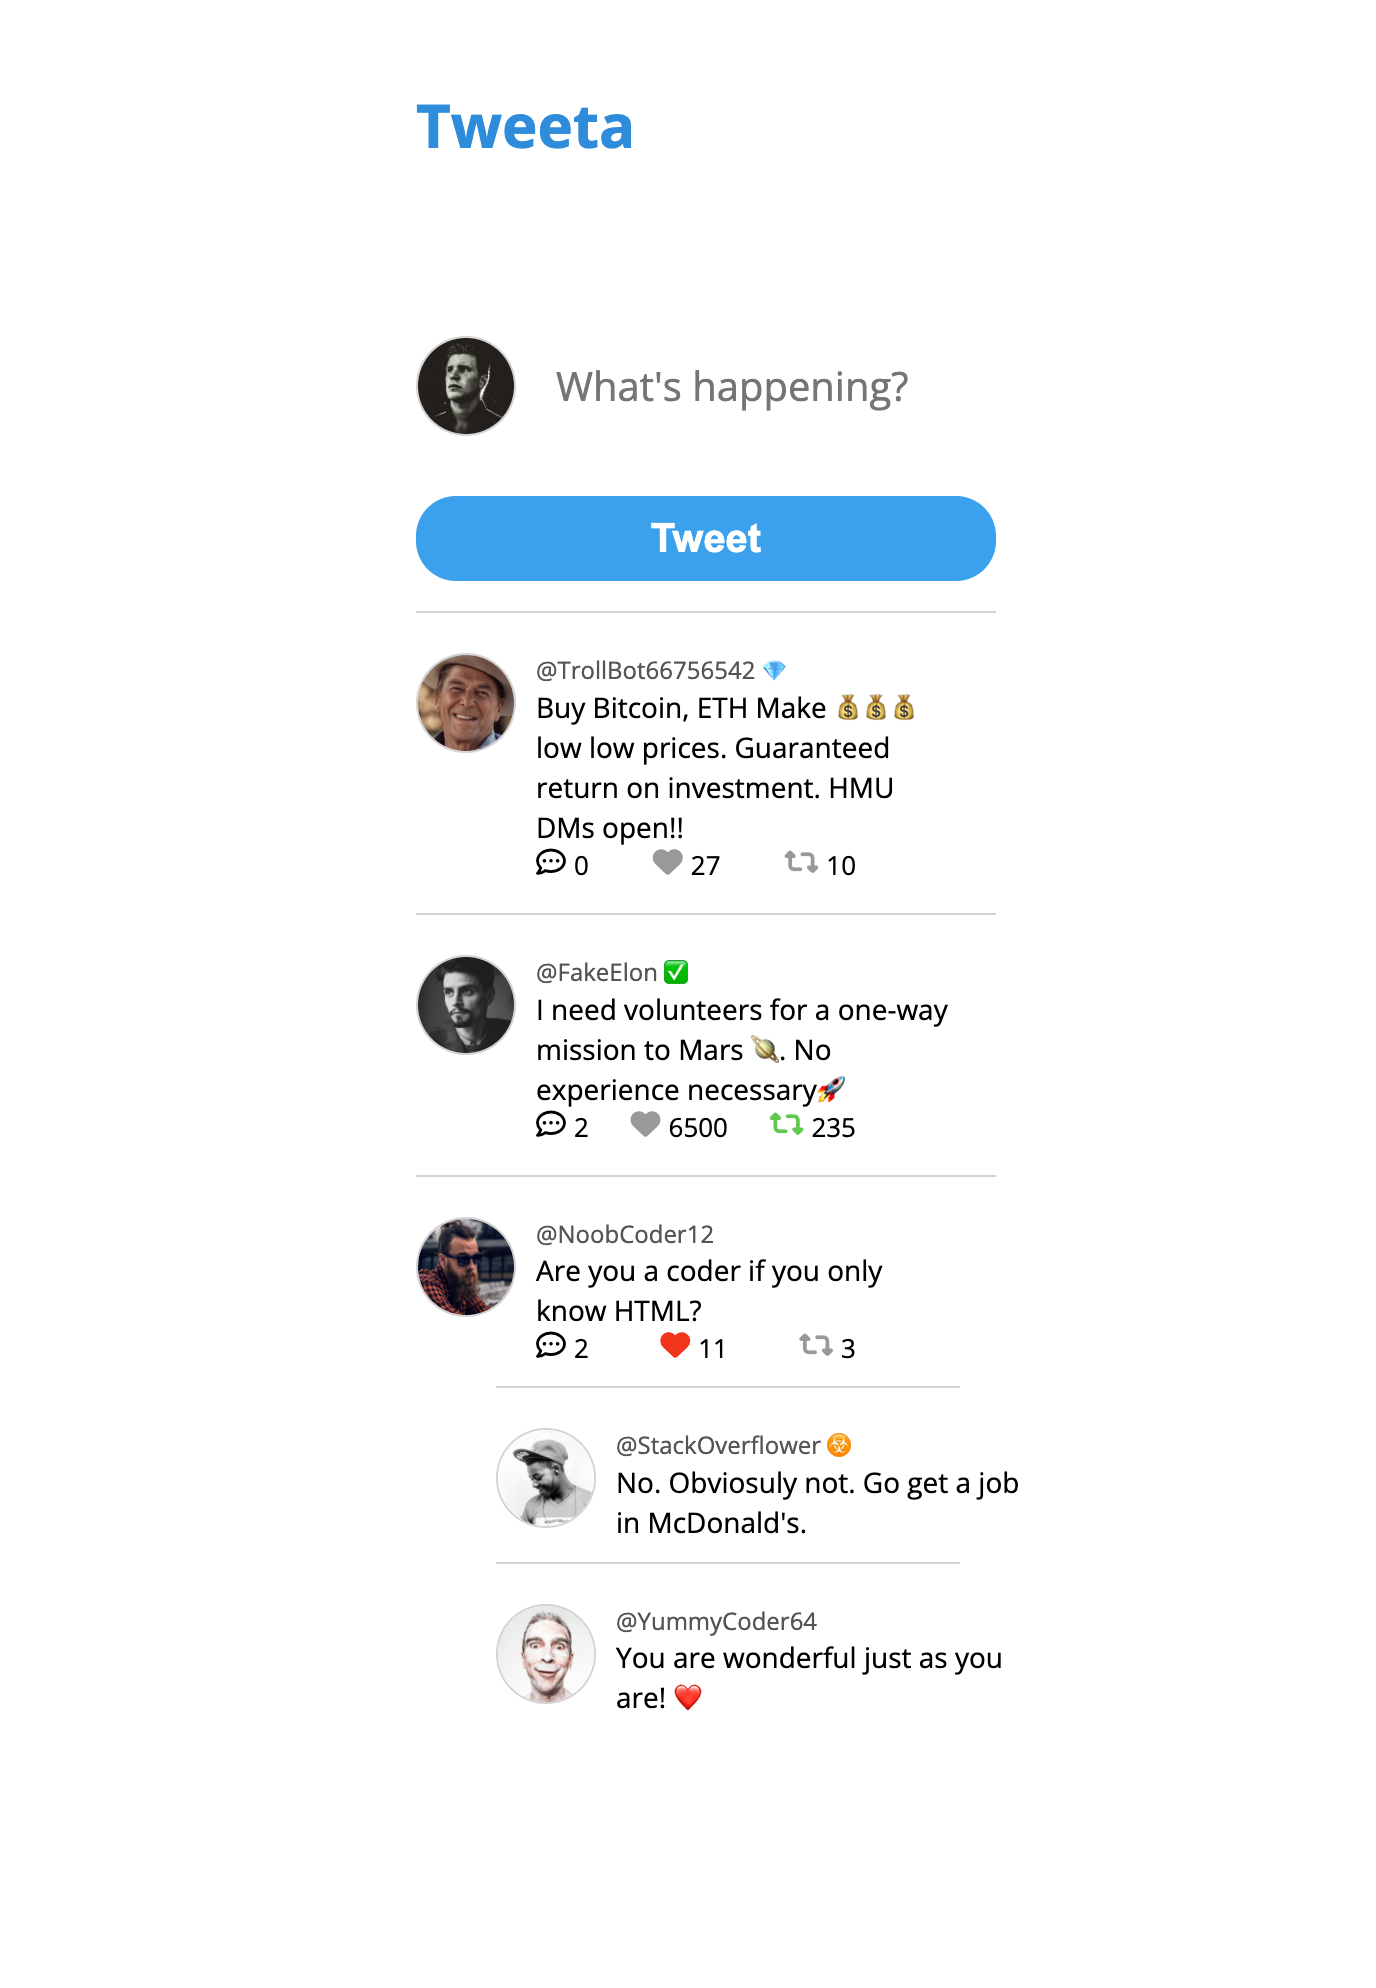 Tweeta
What's happening?
Tweet
@TrollBot66756542 💎
Buy Bitcoin, ETH Make 💰💰💰
low low prices. Guaranteed
return on investment. HMU
DMs open!!
0 27 10
@FakeElon ✅
I need volunteers for a one-way
mission to Mars 🪐. No
experience necessary🚀
2 6500 235
@NoobCoder12
Are you a coder if you only
know HTML?
2 11 3
@StackOverflower ☣️
No. Obviosuly not. Go get a job
in McDonald's.
@YummyCoder64
You are wonderful just as you
are! ❤️